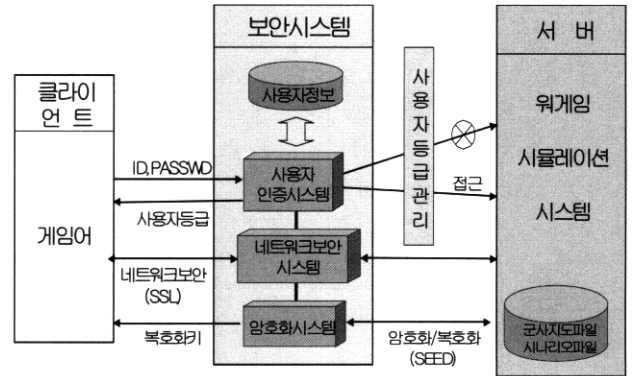 보안시스템
서 버
사용자정보
클라이
언 트
사
용
자
등
급
관
리
워게임
시뮬레이션
시스템
ID, PASSWD
사용자
인증시스템
접근
사용자등급
게임어
네트워크보안
시스템
네트워크보안
(SSL)
암호화시스템
복호화키
암호화/복호화
(SEED)
군사지도파일
시나리오파일